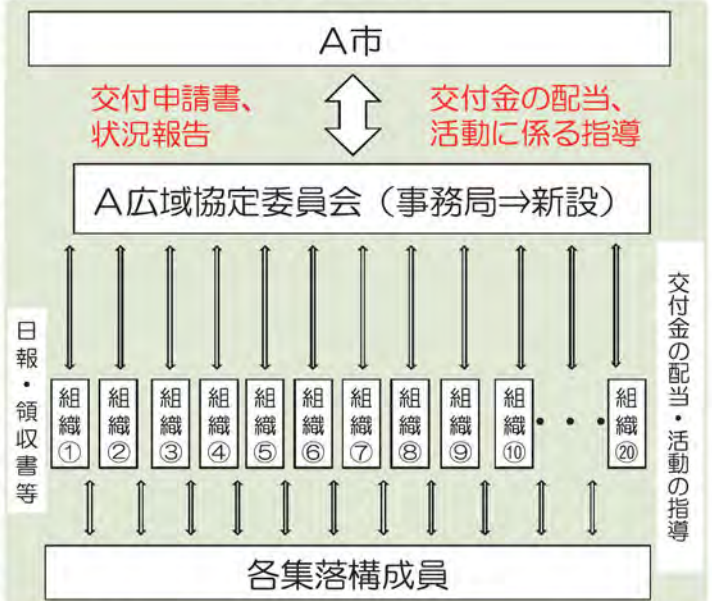 A市
交付申請書、
状況報告
交付金の配当、
活動に係る指導
A広域協定委員会（事務局⇒新設）
日報・領収書等
組織①
組織②
組織③
組織④
組織⑤
組織⑥
組織⑦
組織⑧
組織⑨
組織⑩
・・・
組織⑳
交付金の配当・活動の指導
各集落構成員